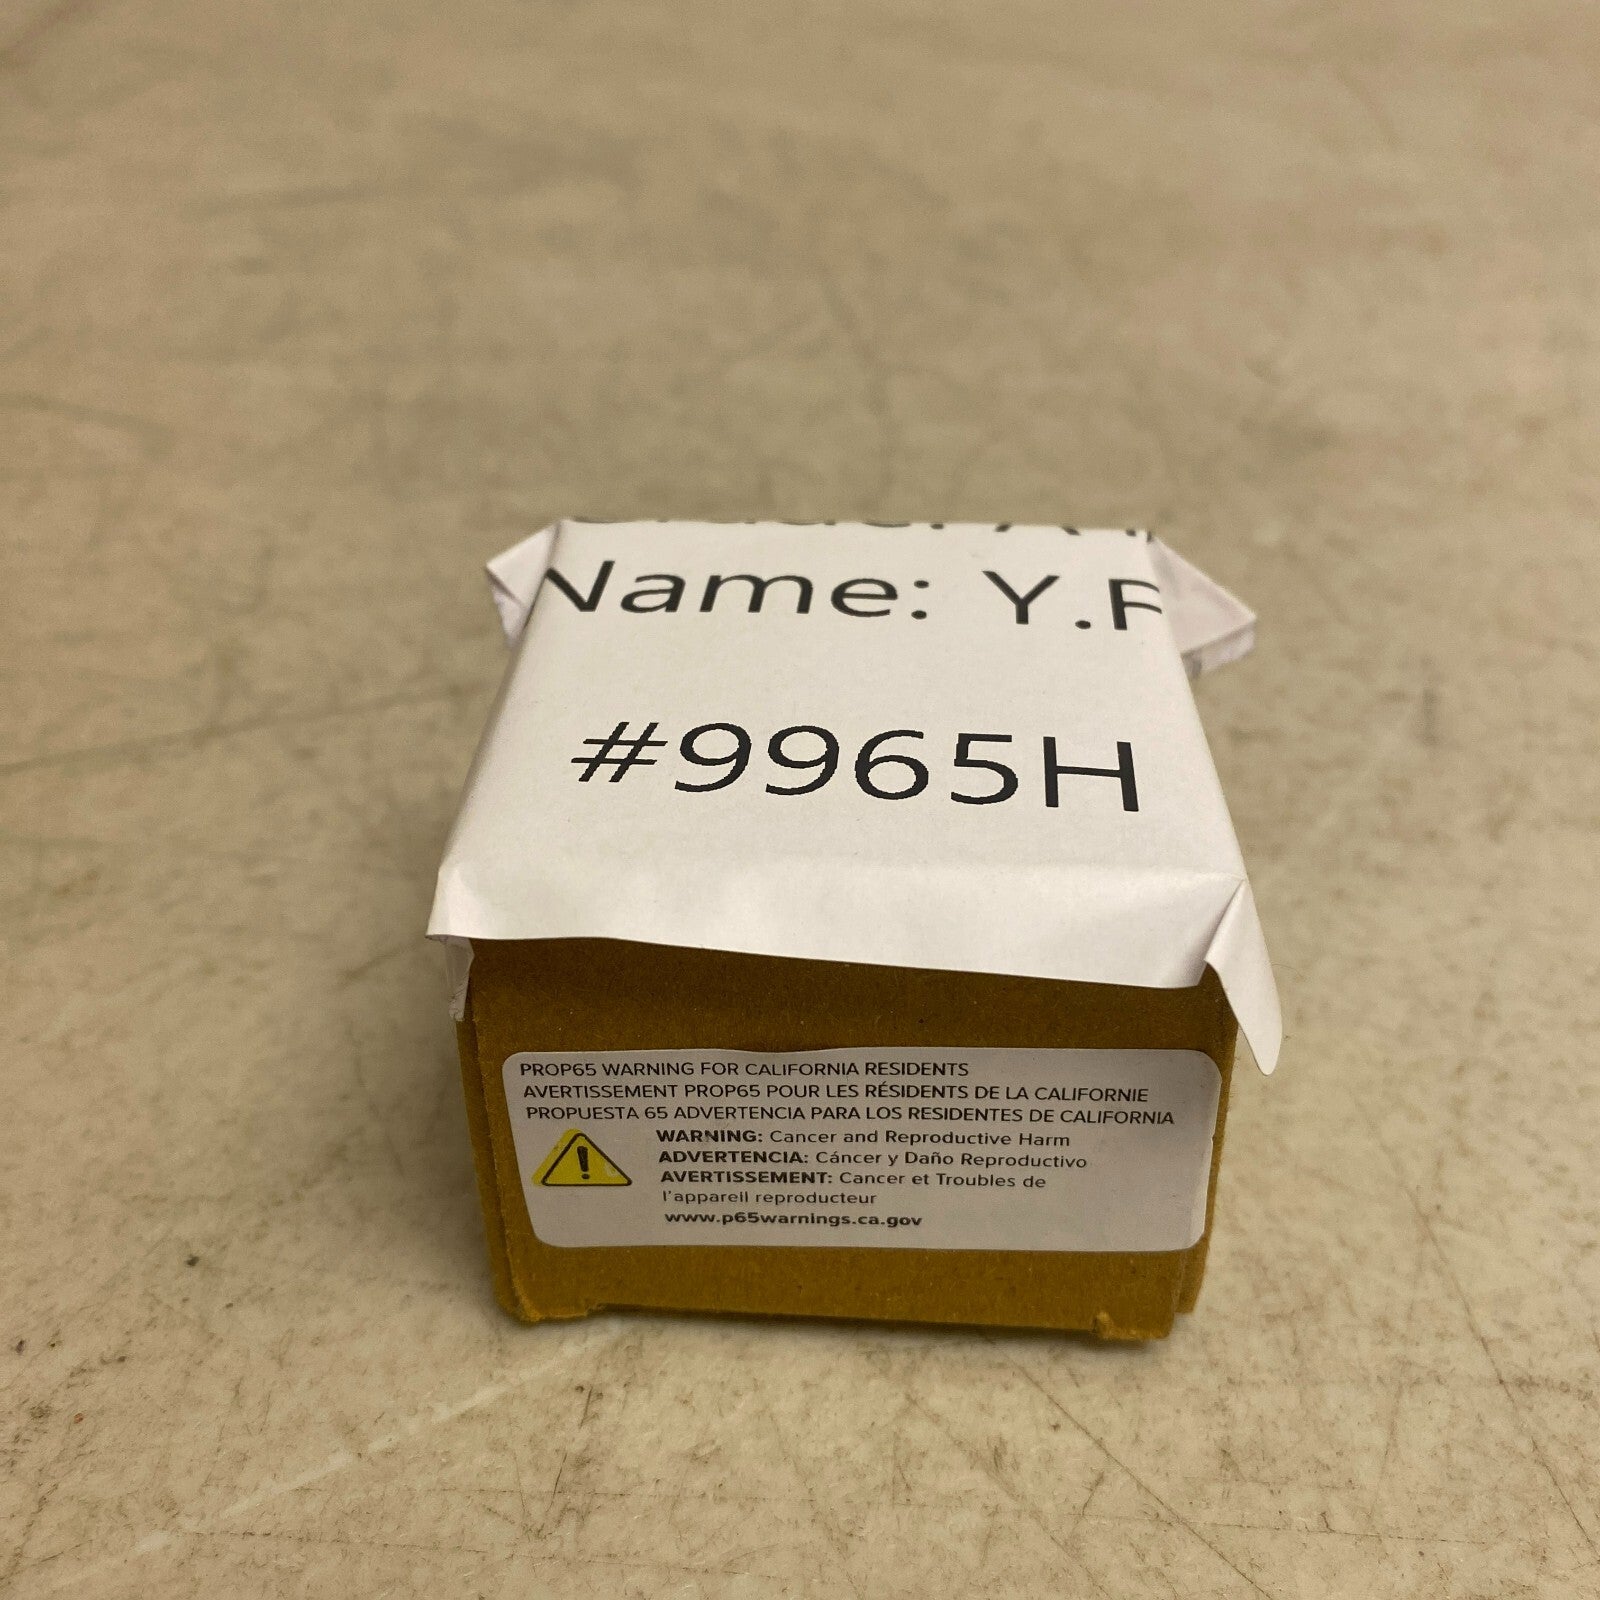 Name: Y.
#9965H
PROP65 WARNING FOR CALIFORNIA RESIDENTS
AVERTISSEMENT PROP65 POUR LES RÉSIDENTS DE LA CALIFORNIE
PROPUESTA 65 ADVERTENCIA PARA LOS RESIDENTES DE CALIFORNIA
WARNING: Cancer and Reproductive Harm
ADVERTENCIA: Cáncer y Daño Reproductivo
AVERTISSEMENT: Cancer et Troubles de
l'appareil reproducteur
www.p65warnings.ca.gov